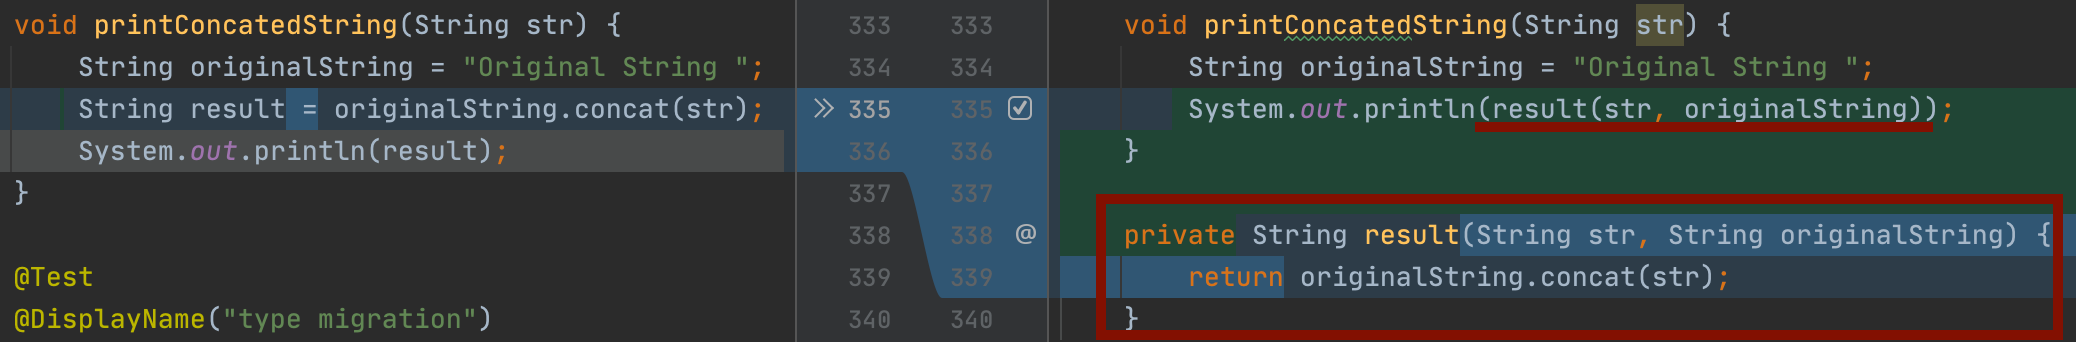 void printConcatedString(String str) {
    String originalString = "Original String ";
    String result = originalString.concat(str);
    System.out.println(result);
}

@Test
@DisplayName("type migration")
333 333
334 334
335 335
336 336
337 337
338 338 @
339 339
340 340
void printConcatedString(String str) {
    String originalString = "Original String ";
    System.out.println(result(str, originalString));
}

private String result(String str, String originalString) {
    return originalString.concat(str);
}